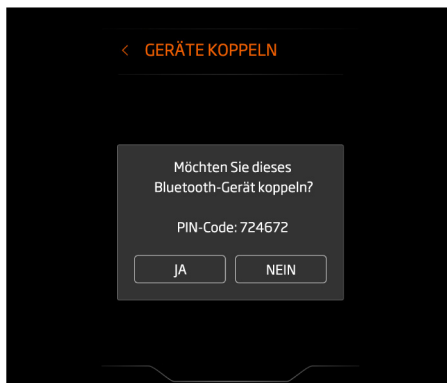 < GERÄTE KOPPELN
Möchten Sie dieses
Bluetooth-Gerät koppeln?
PIN-Code: 724672
JA
NEIN